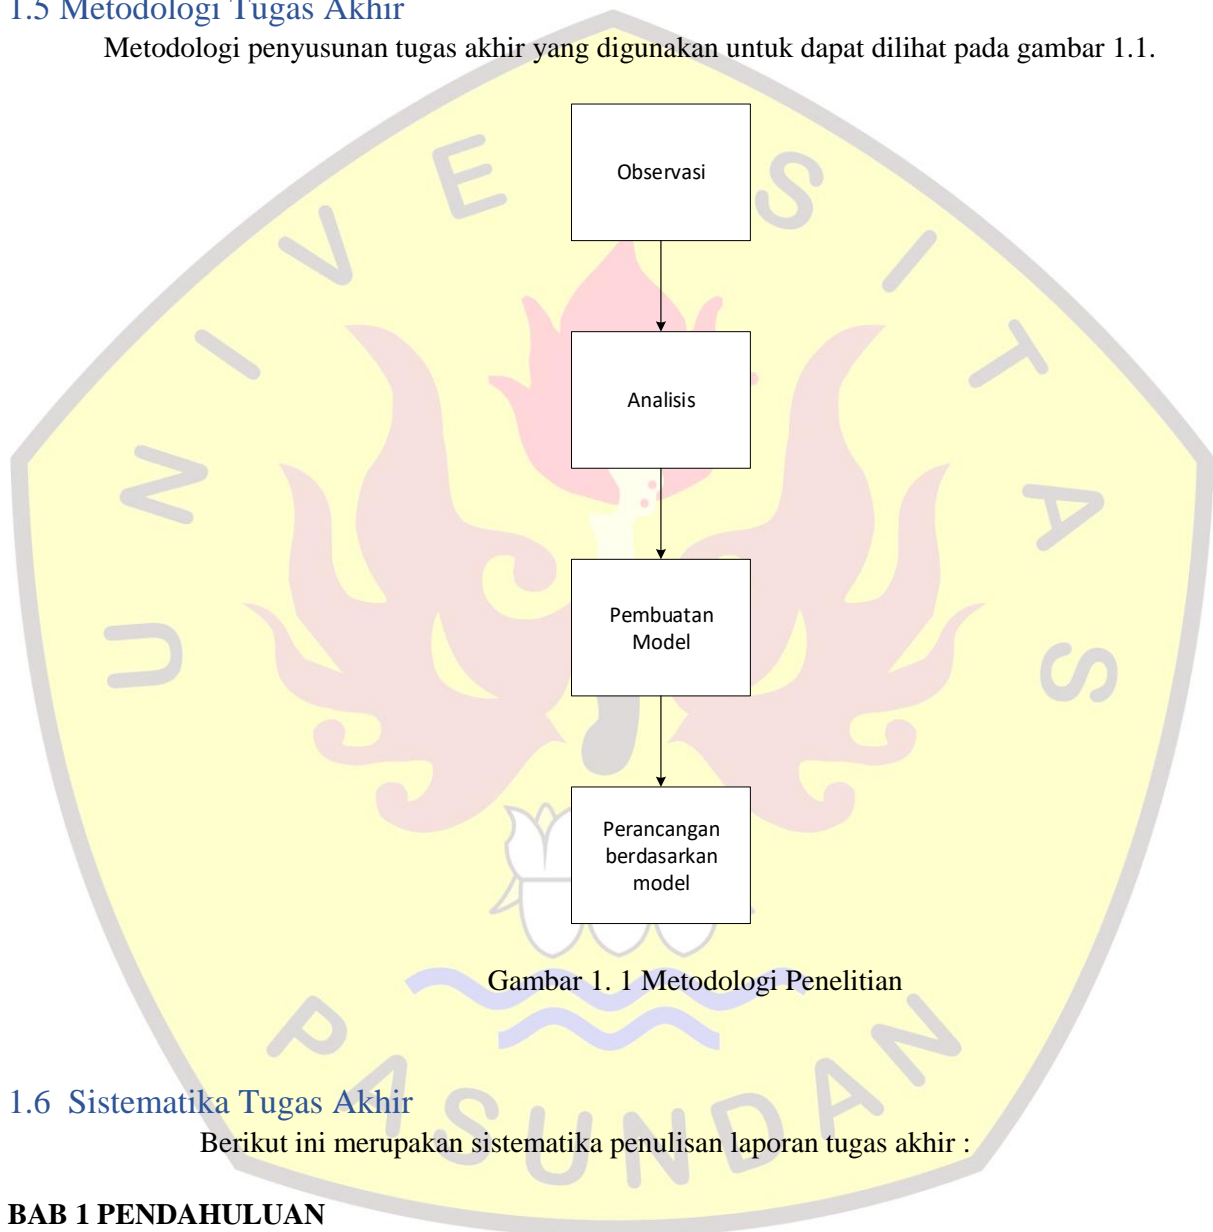 1.5 Metodologi Tugas Akhir
Metodologi penyusunan tugas akhir yang digunakan untuk dapat dilihat pada gambar 1.1.
Observasi
Analisis
Pembuatan
Model
Perancangan
berdasarkan
model
Gambar 1. 1 Metodologi Penelitian
1.6 Sistematika Tugas Akhir
Berikut ini merupakan sistematika penulisan laporan tugas akhir :
BAB 1 PENDAHULUAN
UNIVE SITAS
PASUNDAN